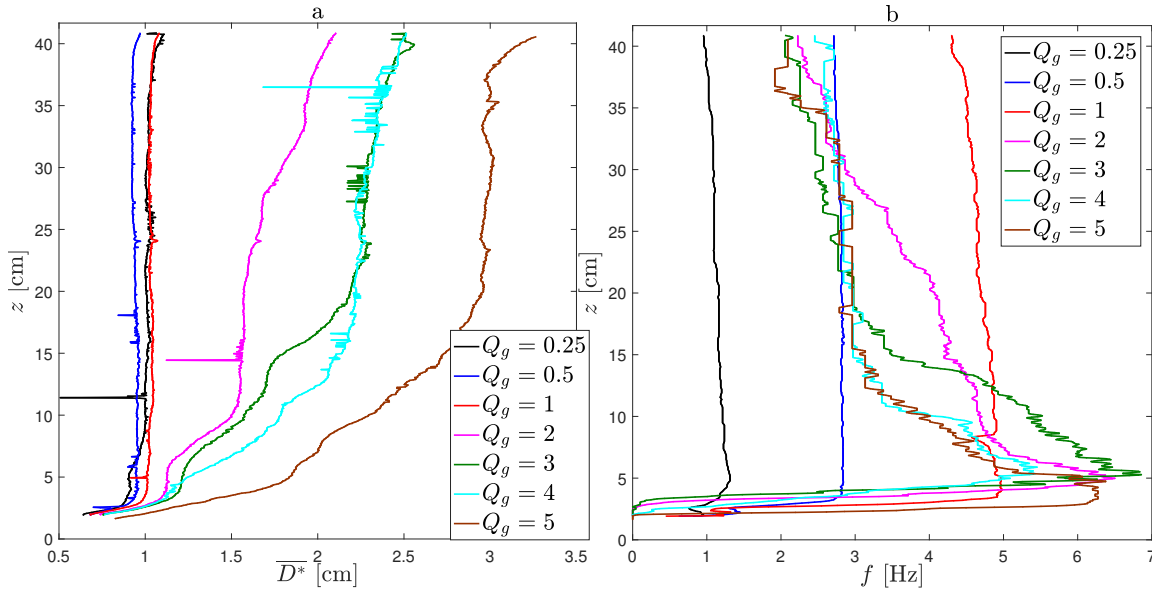 a
40
35
30
25
20
15
10
5
0
z [cm]
0.5 1 1.5 2 2.5 3 3.5
D* [cm]
Q_g = 0.25
Q_g = 0.5
Q_g = 1
Q_g = 2
Q_g = 3
Q_g = 4
Q_g = 5
b
40
35
30
25
20
15
10
5
0
z [cm]
0 1 2 3 4 5 6 7
f [Hz]
Q_g = 0.25
Q_g = 0.5
Q_g = 1
Q_g = 2
Q_g = 3
Q_g = 4
Q_g = 5